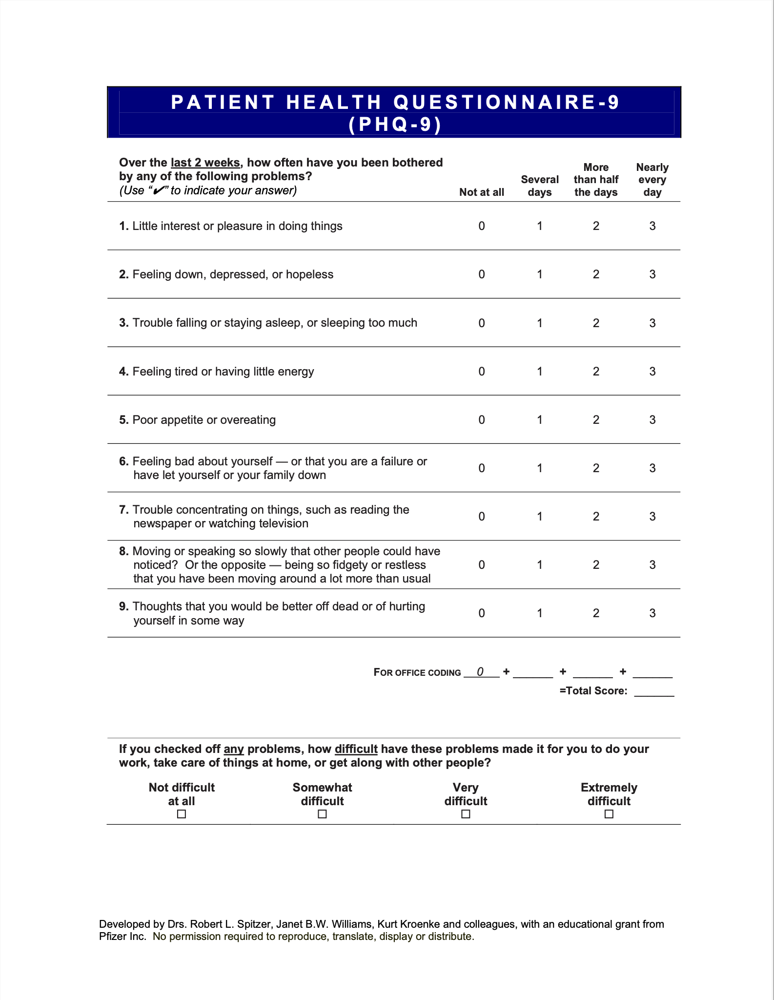 PATIENT HEALTH QUESTIONNAIRE-9
(PHQ-9)
Over the last 2 weeks, how often have you been bothered
by any of the following problems?
(Use “✔” to indicate your answer)
Not at all
Several
days
More
than half
the days
Nearly
every
day
1. Little interest or pleasure in doing things 0 1 2 3
2. Feeling down, depressed, or hopeless 0 1 2 3
3. Trouble falling or staying asleep, or sleeping too much 0 1 2 3
4. Feeling tired or having little energy 0 1 2 3
5. Poor appetite or overeating 0 1 2 3
6. Feeling bad about yourself — or that you are a failure or
have let yourself or your family down 0 1 2 3
7. Trouble concentrating on things, such as reading the
newspaper or watching television 0 1 2 3
8. Moving or speaking so slowly that other people could have
noticed? Or the opposite — being so fidgety or restless 0 1 2 3
that you have been moving around a lot more than usual
9. Thoughts that you would be better off dead or of hurting
yourself in some way 0 1 2 3
FOR OFFICE CODING 0 + ______ + ______ + ______
=Total Score: ______
If you checked off any problems, how difficult have these problems made it for you to do your
work, take care of things at home, or get along with other people?
Not difficult
at all
☐
Somewhat
difficult
☐
Very
difficult
☐
Extremely
difficult
☐
Developed by Drs. Robert L. Spitzer, Janet B.W. Williams, Kurt Kroenke and colleagues, with an educational grant from
Pfizer Inc. No permission required to reproduce, translate, display or distribute.